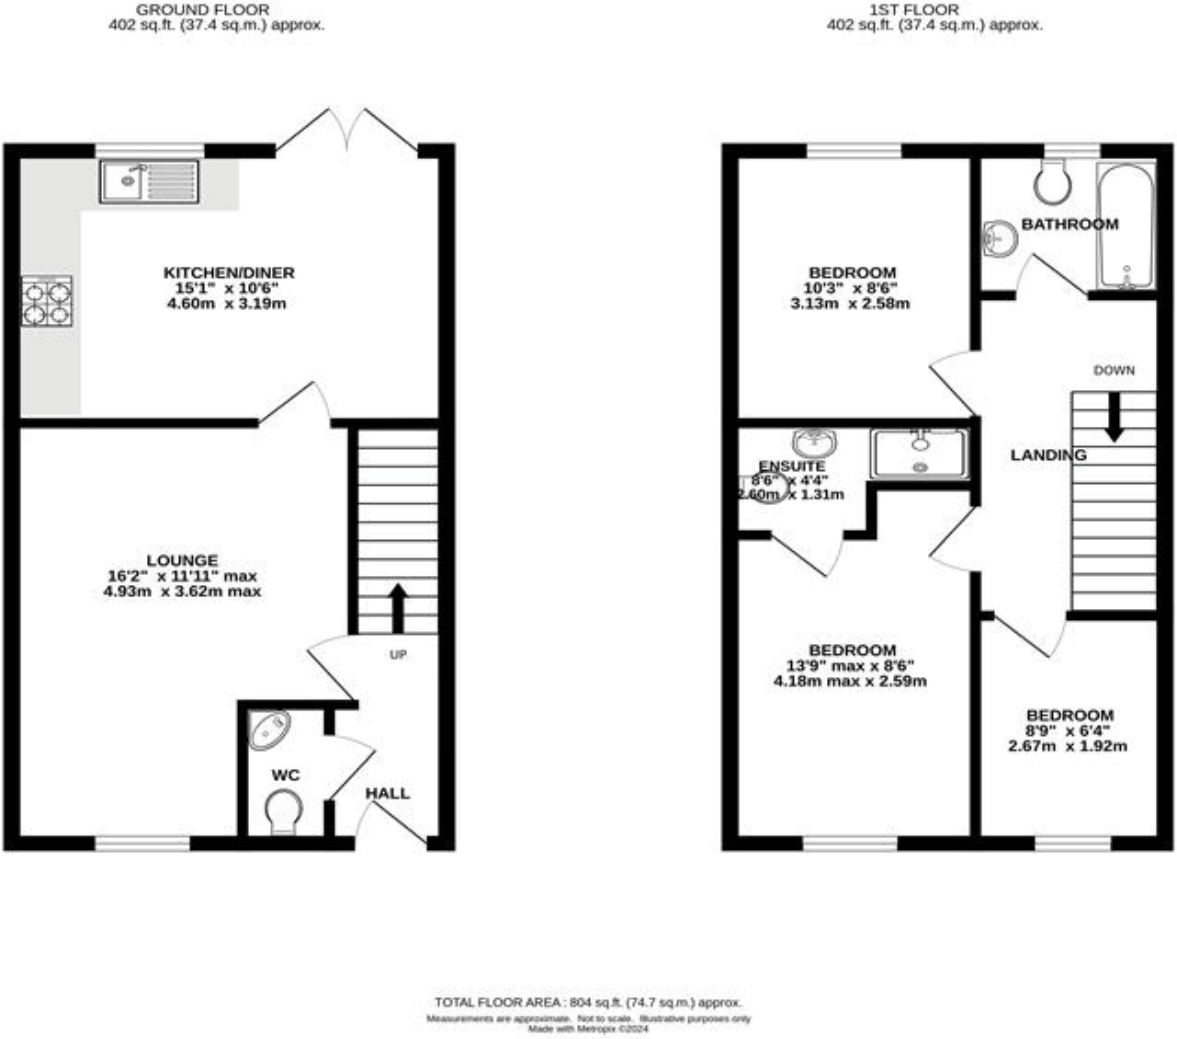 GROUND FLOOR
402 sq.ft. (37.4 sq.m.) approx.
KITCHEN/DINER
15'1" x 10'6"
4.60m x 3.19m
LOUNGE
16'2" x 11'11" max
4.93m x 3.62m max
UP
WC
HALL
1ST FLOOR
402 sq.ft. (37.4 sq.m.) approx.
BATHROOM
BEDROOM
10'3" x 8'6"
3.13m x 2.58m
DOWN
LANDING
ENSUITE
8'6" x 4'4"
2.60m x 1.31m
BEDROOM
13'9" max x 8'6"
4.18m max x 2.59m
BEDROOM
8'9" x 6'4"
2.67m x 1.92m
TOTAL FLOOR AREA : 804 sq.ft. (74.7 sq.m.) approx.
Measurements are approximate. Not to scale. Illustrative purposes only
Made with Metropix ©2024